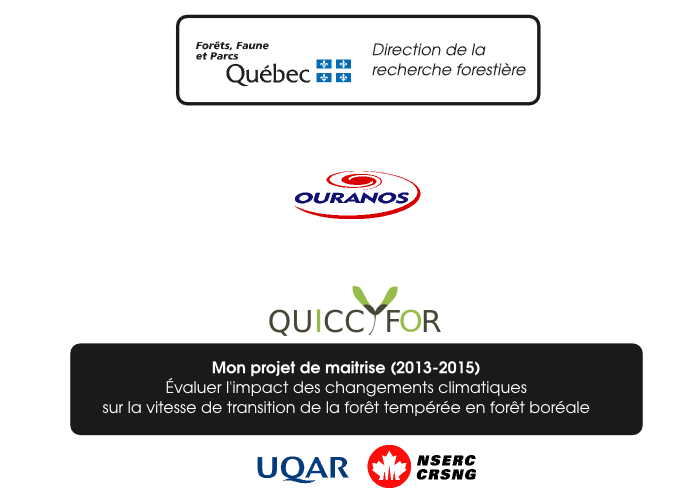 Forêts, Faune
et Parcs
Québec
Direction de la
recherche forestière
OURANOS
QUICCYFOR
Mon projet de maitrise (2013-2015)
Évaluer l'impact des changements climatiques
sur la vitesse de transition de la forêt tempérée en forêt boréale
UQAR
NSERC
CRSNG